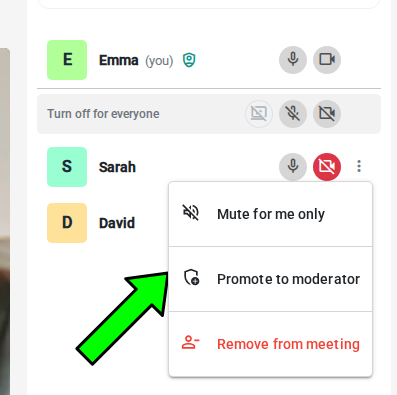 E Emma (you)
Turn off for everyone
S Sarah
Mute for me only
D David
Promote to moderator
Remove from meeting